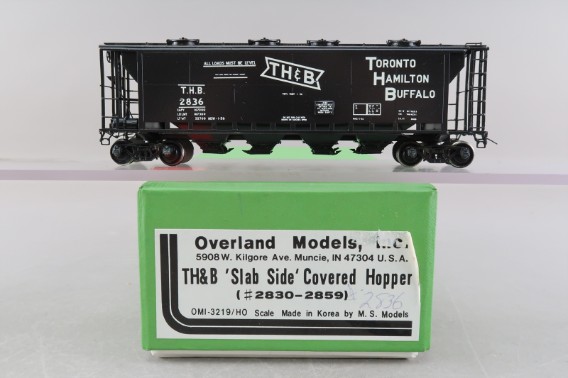 ALL LOADS MUST BE LEVEL
TH&B
TORONTO
HAMILTON
BUFFALO
T.H.B.
2836
Overland Models, Inc.
5908 W. Kilgore Ave. Muncie, IN 47304 U.S.A.
TH&B 'Slab Side' Covered Hopper
(#2830-2859) 2836
OMI-3219/HO Scale Made in Korea by M.S. Models